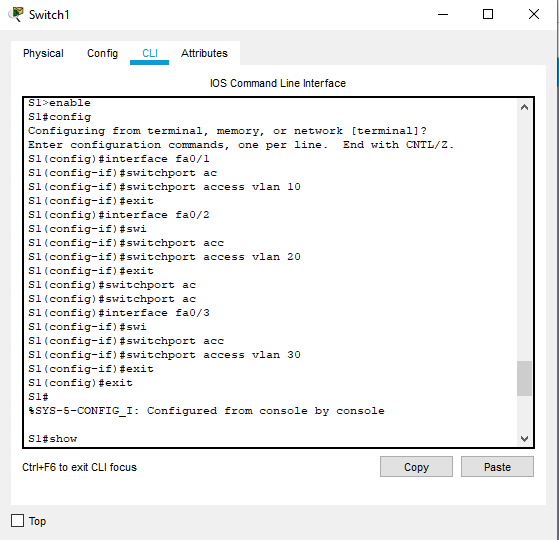 Switch1
Physical Config CLI Attributes
IOS Command Line Interface
S1>enable
S1#config
Configuring from terminal, memory, or network [terminal]?
Enter configuration commands, one per line.  End with CNTL/Z.
S1(config)#interface fa0/1
S1(config-if)#switchport ac
S1(config-if)#switchport access vlan 10
S1(config-if)#exit
S1(config)#interface fa0/2
S1(config-if)#swi
S1(config-if)#switchport acc
S1(config-if)#switchport access vlan 20
S1(config-if)#exit
S1(config)#switchport ac
S1(config)#switchport ac
S1(config)#interface fa0/3
S1(config-if)#swi
S1(config-if)#switchport acc
S1(config-if)#switchport access vlan 30
S1(config-if)#exit
S1(config)#exit
S1#
%SYS-5-CONFIG_I: Configured from console by console
S1#show
Ctrl+F6 to exit CLI focus
Copy Paste
Top